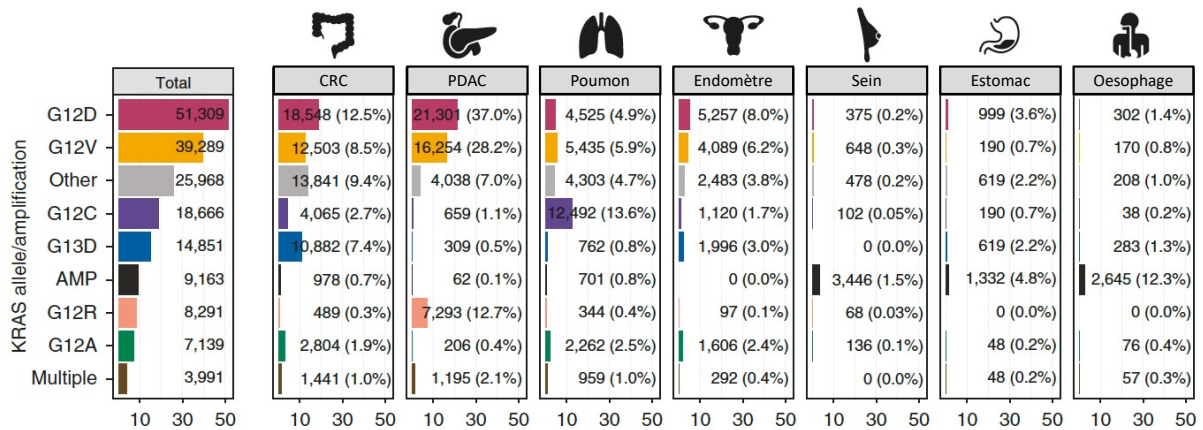 Total CRC PDAC Poumon Endomètre Sein Estomac Oesophage
KRAS allele/amplification
G12D 51,309 18,548 (12.5%) 21,301 (37.0%) 4,525 (4.9%) 5,257 (8.0%) 375 (0.2%) 999 (3.6%) 302 (1.4%)
G12V 39,289 12,503 (8.5%) 16,254 (28.2%) 5,435 (5.9%) 4,089 (6.2%) 648 (0.3%) 190 (0.7%) 170 (0.8%)
Other 25,968 13,841 (9.4%) 4,038 (7.0%) 4,303 (4.7%) 2,483 (3.8%) 478 (0.2%) 619 (2.2%) 208 (1.0%)
G12C 18,666 4,065 (2.7%) 659 (1.1%) 12,492 (13.6%) 1,120 (1.7%) 102 (0.05%) 190 (0.7%) 38 (0.2%)
G13D 14,851 10,882 (7.4%) 309 (0.5%) 762 (0.8%) 1,996 (3.0%) 0 (0.0%) 619 (2.2%) 283 (1.3%)
AMP 9,163 978 (0.7%) 62 (0.1%) 701 (0.8%) 0 (0.0%) 3,446 (1.5%) 1,332 (4.8%) 2,645 (12.3%)
G12R 8,291 489 (0.3%) 7,293 (12.7%) 344 (0.4%) 97 (0.1%) 68 (0.03%) 0 (0.0%) 0 (0.0%)
G12A 7,139 2,804 (1.9%) 206 (0.4%) 2,262 (2.5%) 1,606 (2.4%) 136 (0.1%) 48 (0.2%) 76 (0.4%)
Multiple 3,991 1,441 (1.0%) 1,195 (2.1%) 959 (1.0%) 292 (0.4%) 0 (0.0%) 48 (0.2%) 57 (0.3%)
10 30 50 10 30 50 10 30 50 10 30 50 10 30 50 10 30 50 10 30 50 10 30 50